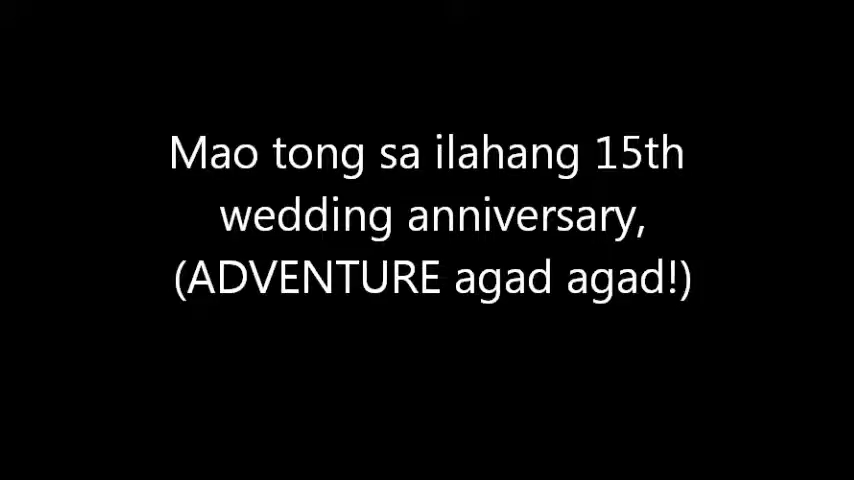 Mao tong sa ilahang 15th
wedding anniversary,
(ADVENTURE agad agad!)